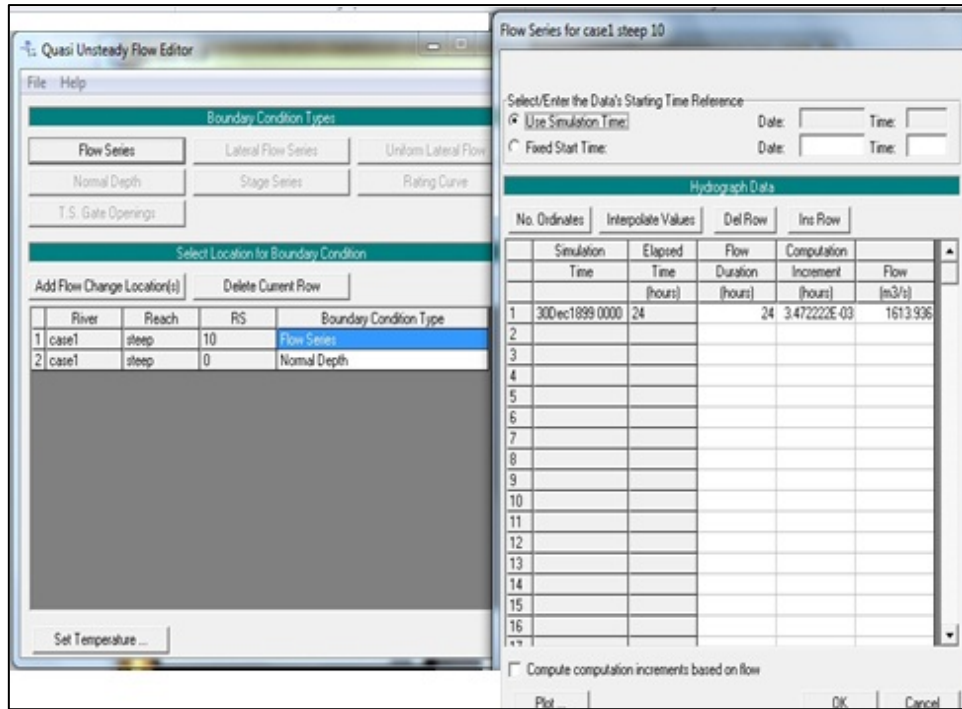 Quasi Unsteady Flow Editor
File Help
Boundary Condition Types
Flow Series Lateral Flow Series Uniform Lateral Flow
Normal Depth Stage Series Rating Curve
T.S. Gate Openings
Select Location for Boundary Condition
Add Flow Change Location(s) Delete Current Row
River Reach RS Boundary Condition Type
1 case1 steep 10 Flow Series
2 case1 steep 0 Normal Depth
Set Temperature ...
Flow Series for case1 steep 10
Select/Enter the Data's Starting Time Reference
Use Simulation Time: Date: Time:
Fixed Start Time: Date: Time:
Hydrograph Data
No. Ordinates Interpolate Values Del Row Ins Row
Simulation Elapsed Flow Computation
Time Time Duration Increment Flow
(hours) (hours) (hours) (m3/s)
1 30Dec1899 0000 24 24 3.472222E-03 1613.936
2
3
4
5
6
7
8
9
10
11
12
13
14
15
16
17
Compute computation increments based on flow
Plot ... OK Cancel